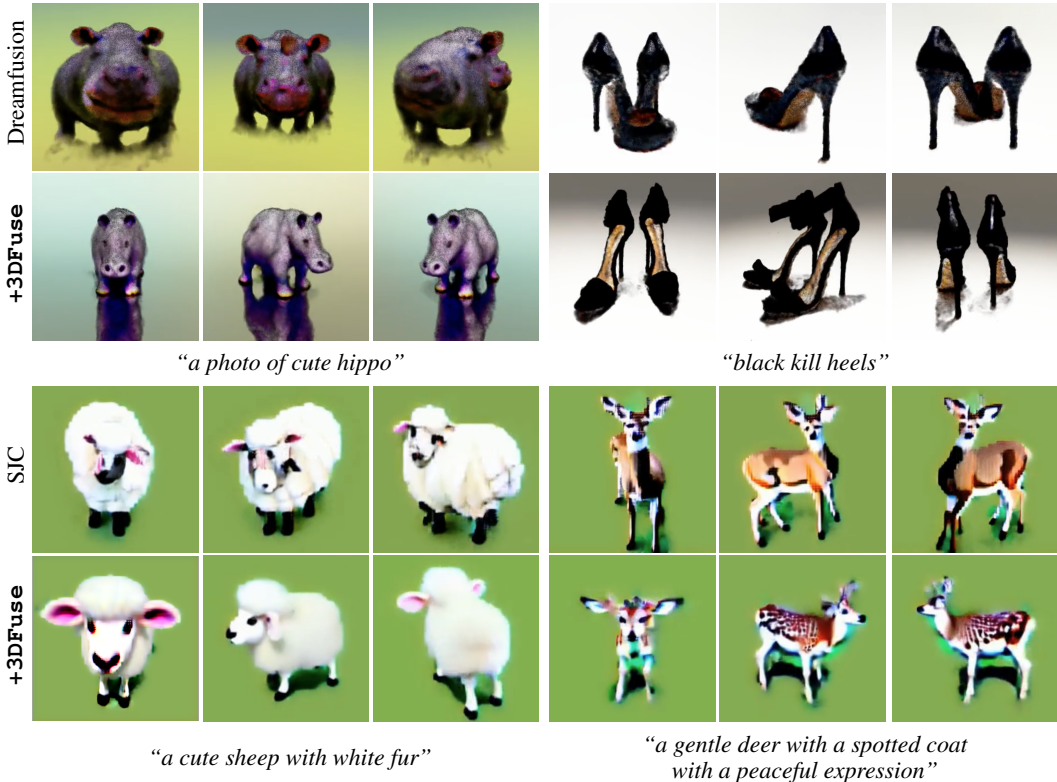 Dreamfusion
+3DFuse
“a photo of cute hippo”
“black kill heels”
SJC
+3DFuse
“a cute sheep with white fur”
“a gentle deer with a spotted coat
with a peaceful expression”